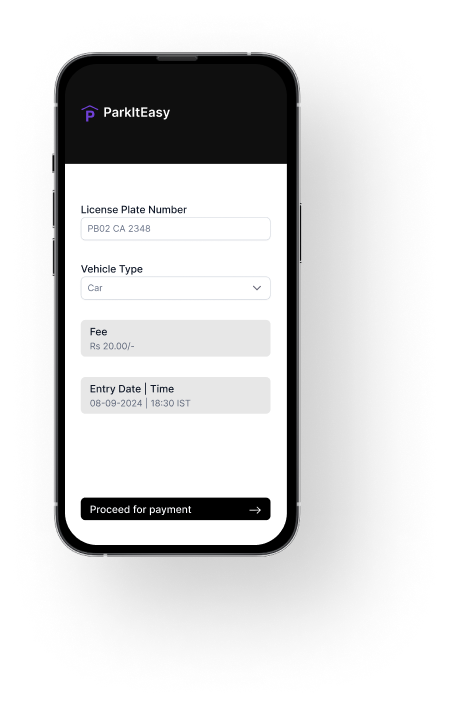 ParkItEasy
License Plate Number
PB02 CA 2348
Vehicle Type
Car
Fee
Rs 20.00/-
Entry Date | Time
08-09-2024 | 18:30 IST
Proceed for payment